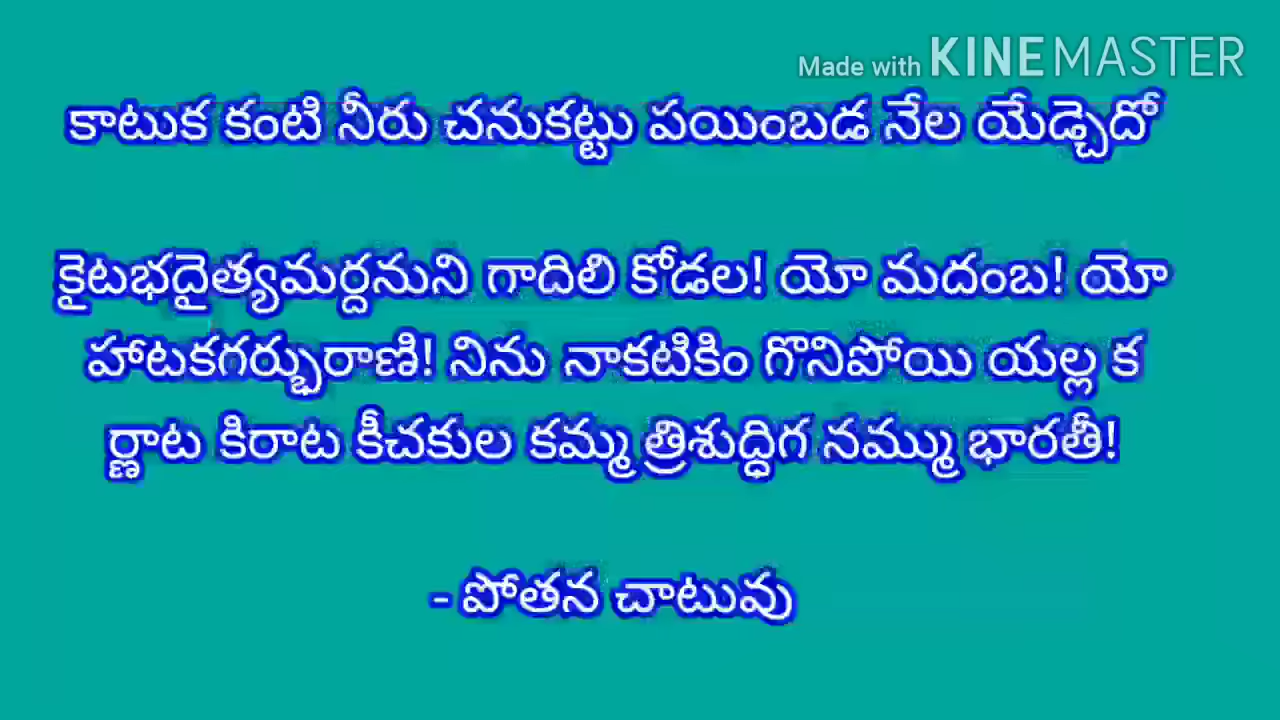 Made with KINEMASTER
కాటుక కంటి నీరు చనుకట్టు పయింబడ నేల యేడ్చెదో
కైటభదైత్యమర్దనుని గాదిలి కోడల! యో మదంబ! యో
హాటకగర్భురాణి! నిను నాకటికిం గొనిపోయి యల్ల క
ర్ణాట కిరాట కీచకుల కమ్మ త్రిశుద్ధిగ నమ్ము భారతీ!
- పోతన చాటువు